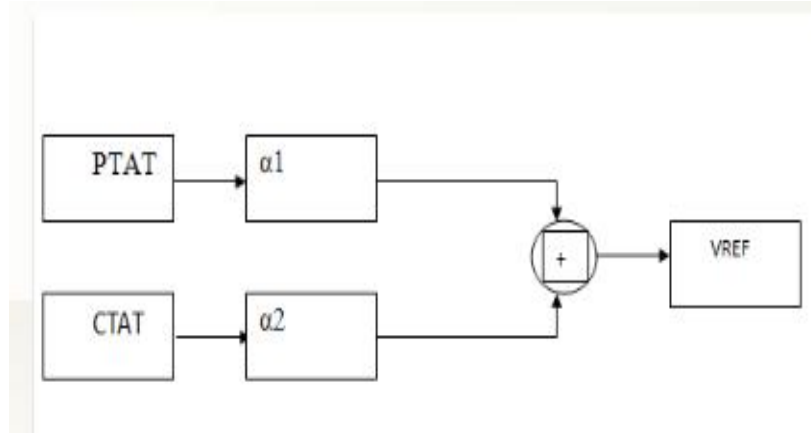 PTAT
α1
+
VREF
CTAT
α2